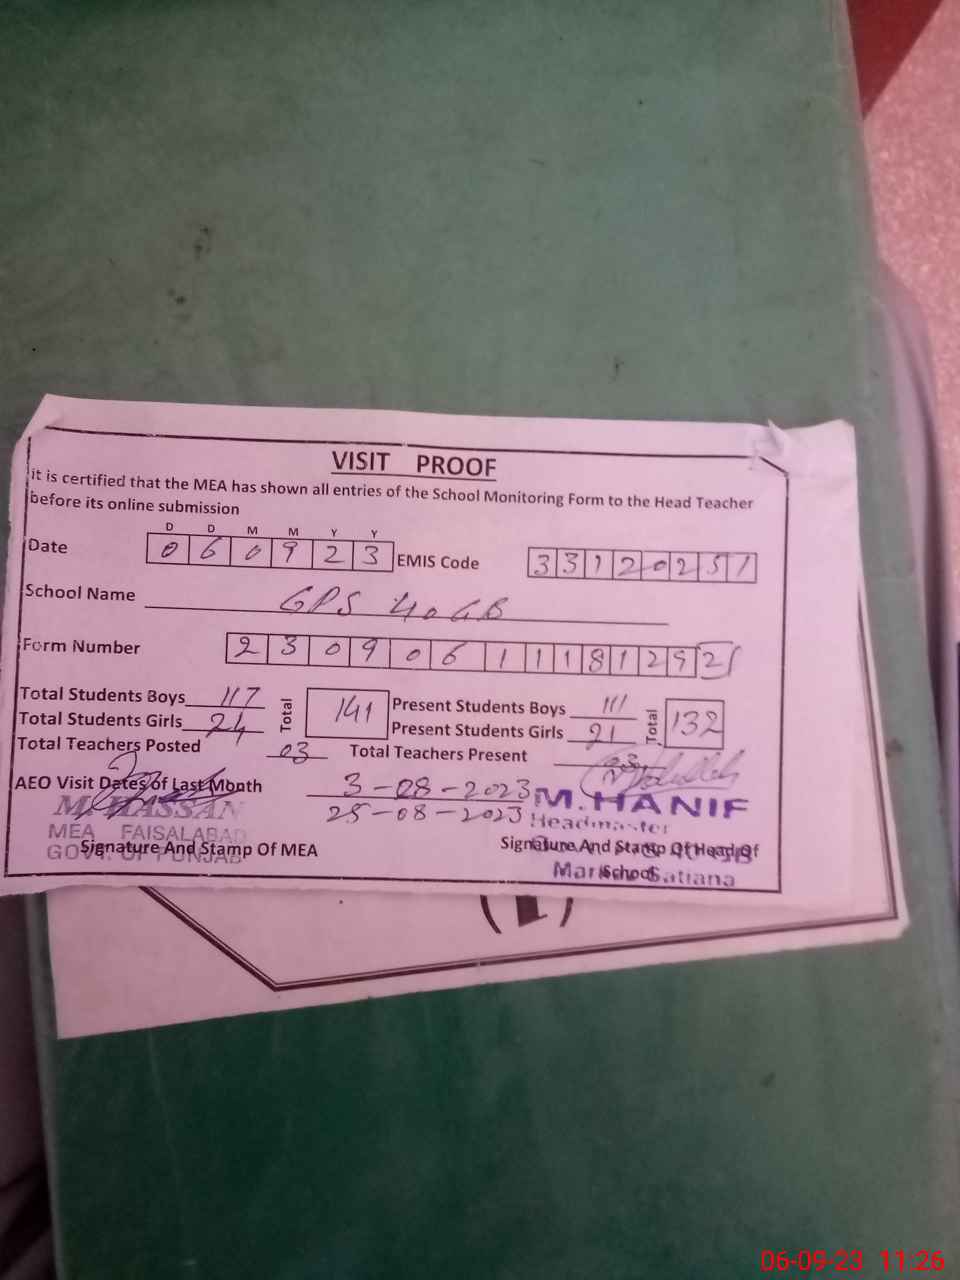 VISIT PROOF
it is certified that the MEA has shown all entries of the School Monitoring Form to the Head Teacher
before its online submission
D D M M Y Y
Date 0 6 0 9 2 3 EMIS Code 3 3 1 2 0 2 5 1
School Name GPS 40 GB
Form Number 2 3 0 9 0 6 1 1 1 8 1 2 9 2
Total Students Boys 117 Total 141 Present Students Boys 111 Total 132
Total Students Girls 24 Present Students Girls 21
Total Teachers Posted 03 Total Teachers Present 03
AEO Visit Dates of Last Month 3-08-2023
25-08-2023
M. HASSAN
MEA FAISALABAD
GOVT. OF PUNJAB
Signature And Stamp Of MEA
M. HANIF
Headmaster
Signature And Stamp Of Head Of
School
Satiana
(1)
06-09-23 11:26